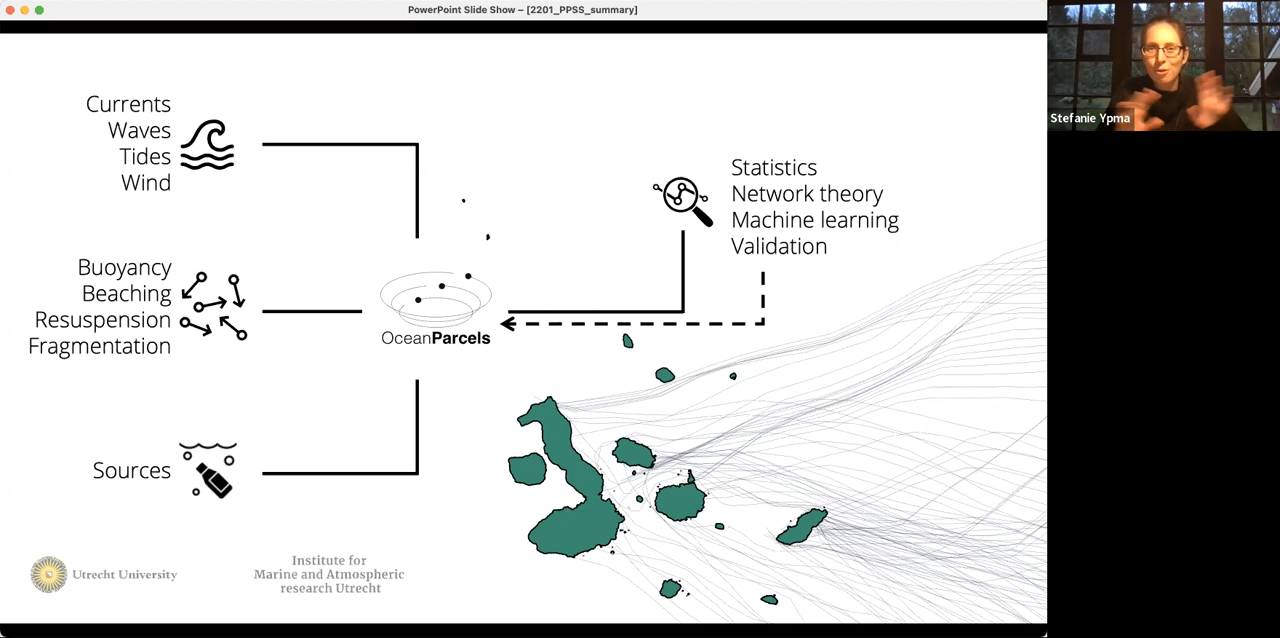 PowerPoint Slide Show – [2201_PPSS_summary]
Currents
Waves
Tides
Wind
Buoyancy
Beaching
Resuspension
Fragmentation
Sources
OceanParcels
Statistics
Network theory
Machine learning
Validation
Utrecht University
Institute for
Marine and Atmospheric
research Utrecht
Stefanie Ypma